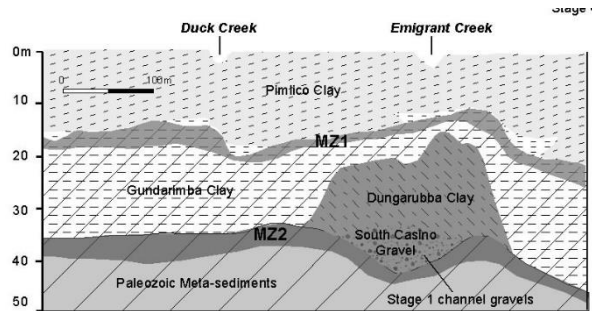 Duck Creek
Emigrant Creek
0m
0
100m
Pimlico Clay
10
MZ1
20
Gundarimba Clay
Dungarubba Clay
30
MZ2
South Casino
Gravel
40
Paleozoic Meta-sediments
Stage 1 channel gravels
50